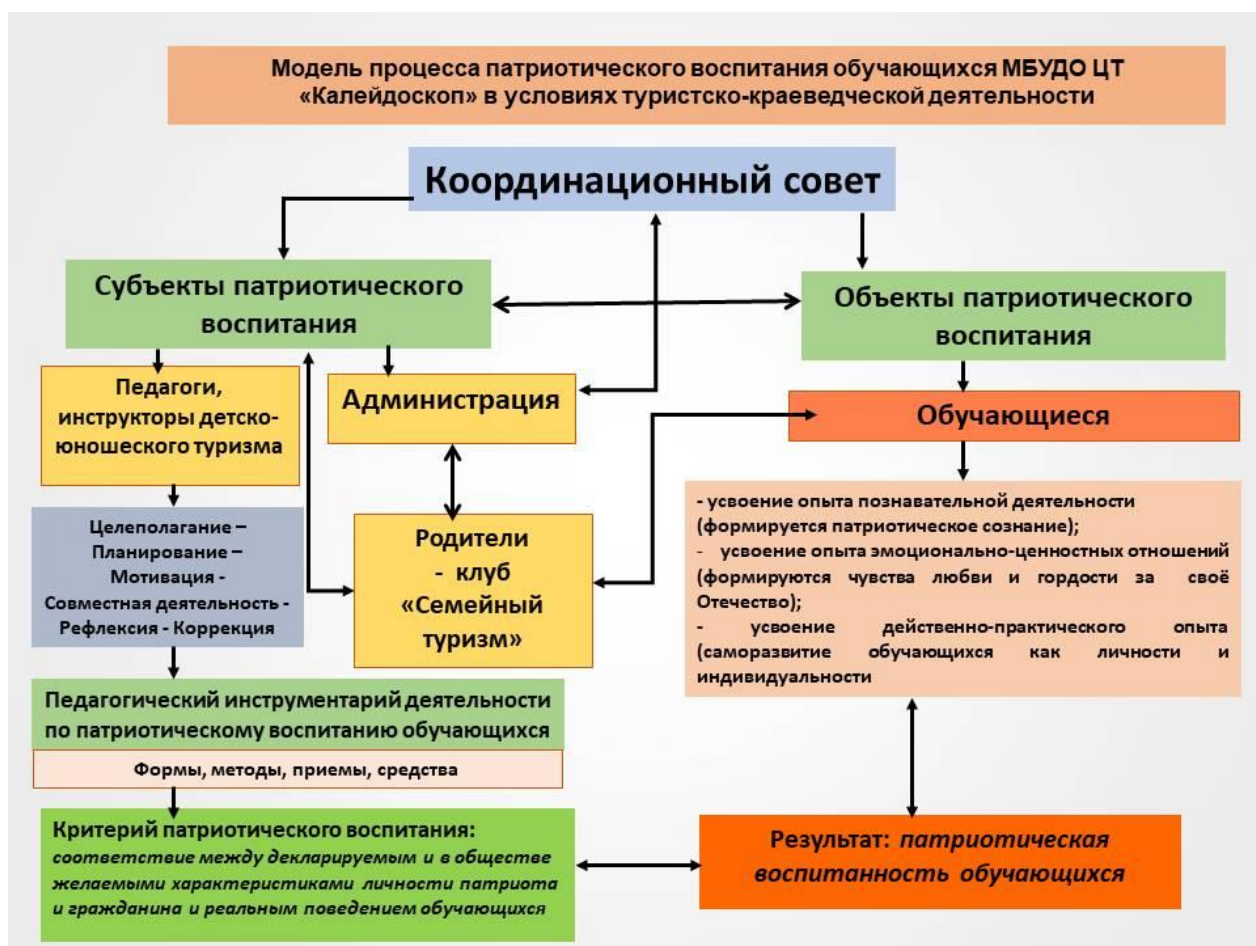 Модель процесса патриотического воспитания обучающихся МБУДО ЦТ
«Калейдоскоп» в условиях туристско-краеведческой деятельности
Координационный совет
Субъекты патриотического
воспитания
Объекты патриотического
воспитания
Педагоги,
инструкторы детско-
юношеского туризма
Администрация
Обучающиеся
Целеполагание –
Планирование –
Мотивация -
Совместная деятельность -
Рефлексия - Коррекция
Родители
- клуб
«Семейный
туризм»
- усвоение опыта познавательной деятельности
(формируется патриотическое сознание);
- усвоение опыта эмоционально-ценностных отношений
(формируются чувства любви и гордости за своё
Отечество);
- усвоение действенно-практического опыта
(саморазвитие обучающихся как личности и
индивидуальности
Педагогический инструментарий деятельности
по патриотическому воспитанию обучающихся
Формы, методы, приемы, средства
Критерий патриотического воспитания:
соответствие между декларируемым и в обществе
желаемыми характеристиками личности патриота
и гражданина и реальным поведением обучающихся
Результат: патриотическая
воспитанность обучающихся